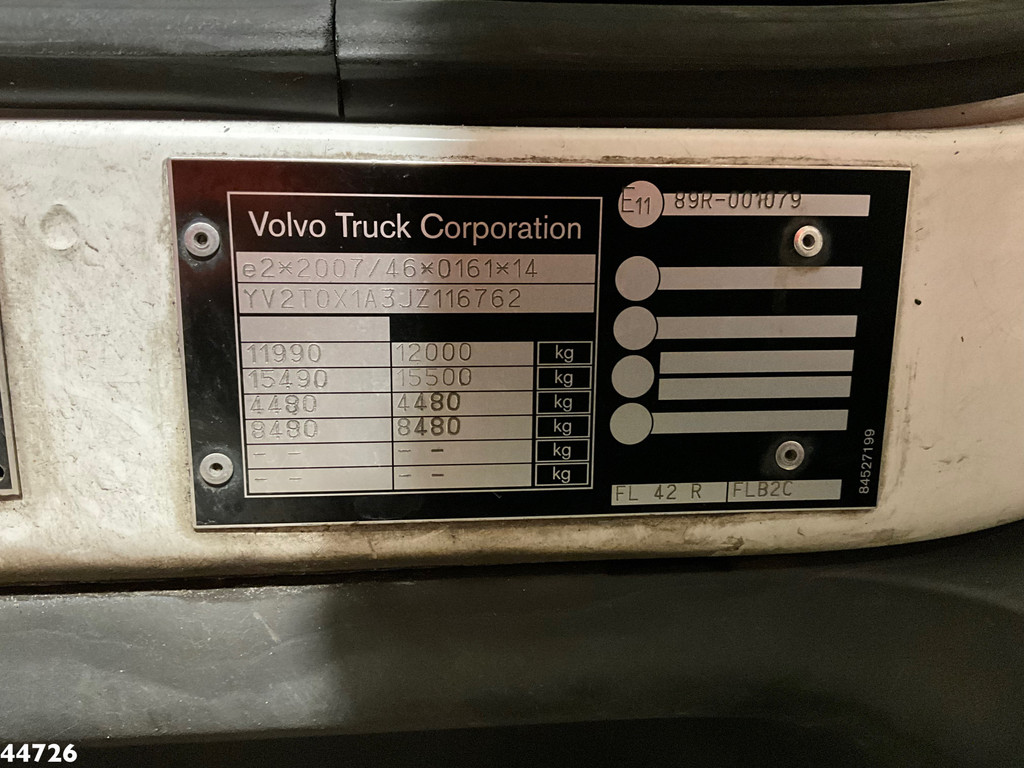 Volvo Truck Corporation
e2*2007/46*0161*14
YV2T0X1A3JZ116762
11990 12000 kg
15490 15500 kg
4480 4480 kg
8480 8480 kg
- - - - kg
- - - - kg
E11 89R-001079
FL 42 R FLB2C
84527199
44726